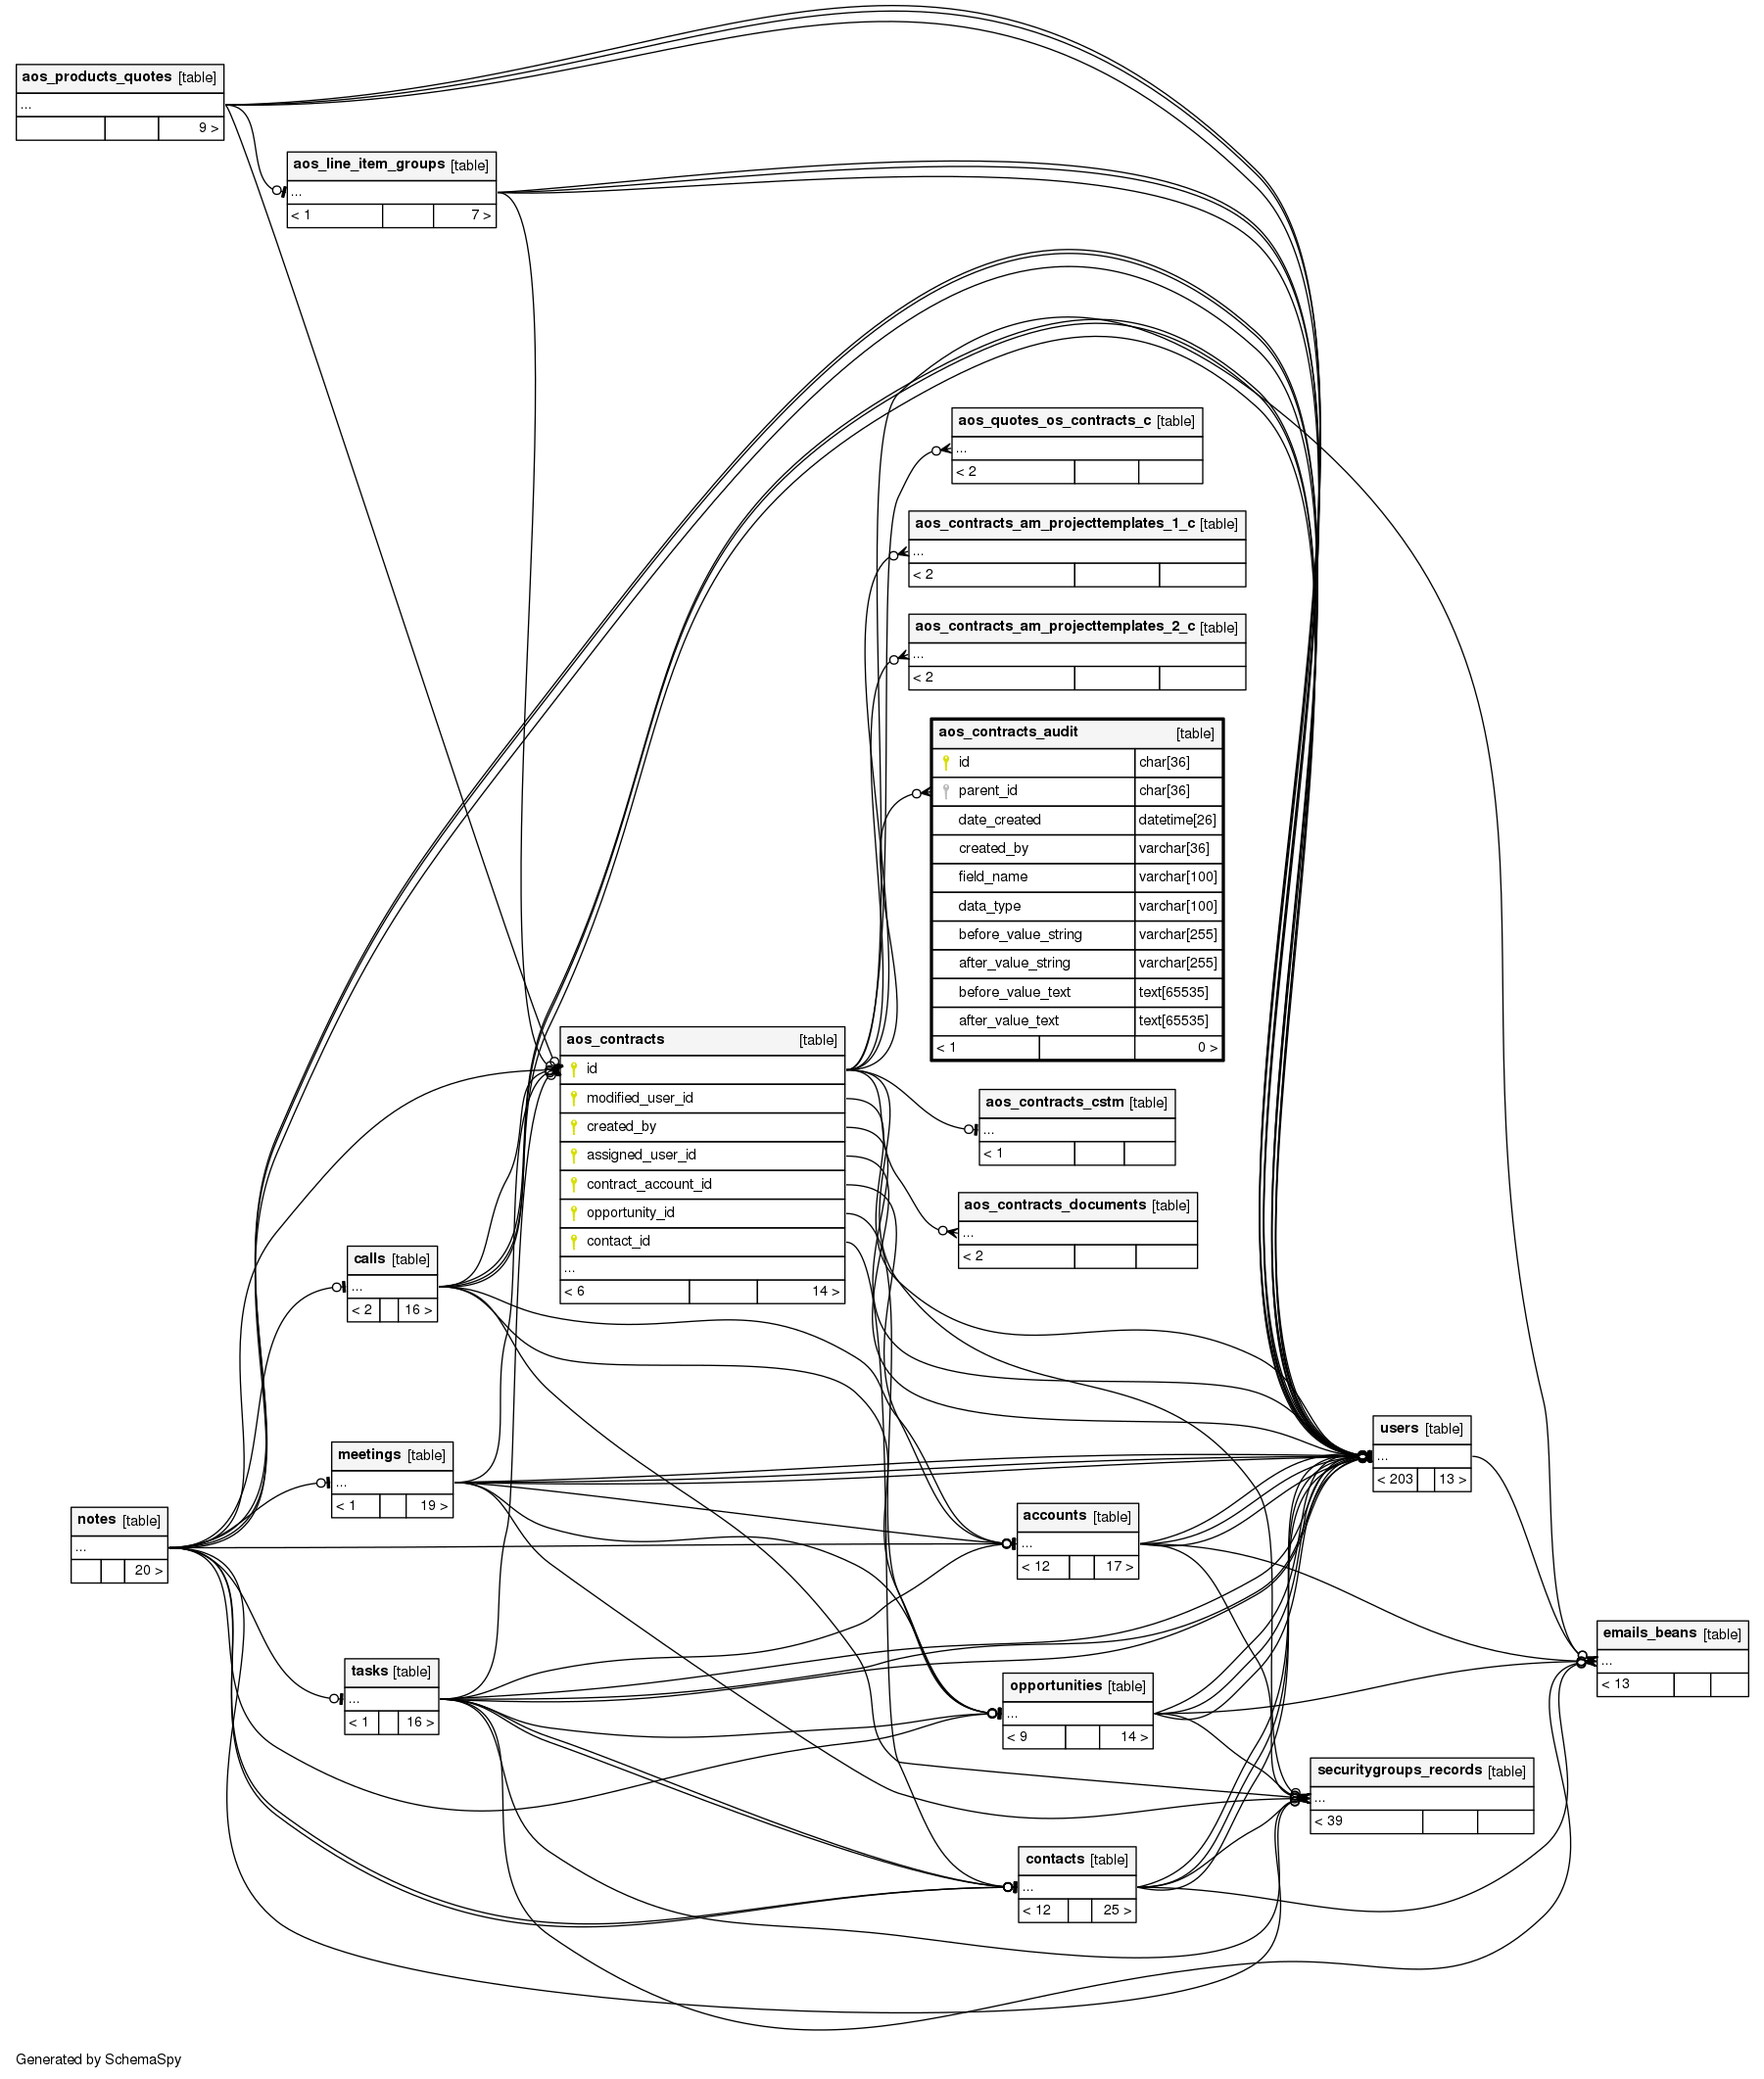 aos_products_quotes [table]
...
9 >
aos_line_item_groups [table]
...
< 1 7 >
aos_quotes_os_contracts_c [table]
...
< 2
aos_contracts_am_projecttemplates_1_c [table]
...
< 2
aos_contracts_am_projecttemplates_2_c [table]
...
< 2
aos_contracts_audit [table]
id char[36]
parent_id char[36]
date_created datetime[26]
created_by varchar[36]
field_name varchar[100]
data_type varchar[100]
before_value_string varchar[255]
after_value_string varchar[255]
before_value_text text[65535]
after_value_text text[65535]
< 1 0 >
aos_contracts [table]
id
modified_user_id
created_by
assigned_user_id
contract_account_id
opportunity_id
contact_id
...
< 6 14 >
aos_contracts_cstm [table]
...
< 1
aos_contracts_documents [table]
...
< 2
calls [table]
...
< 2 16 >
meetings [table]
...
< 1 19 >
users [table]
...
< 203 13 >
notes [table]
...
20 >
accounts [table]
...
< 12 17 >
tasks [table]
...
< 1 16 >
opportunities [table]
...
< 9 14 >
emails_beans [table]
...
< 13
securitygroups_records [table]
...
< 39
contacts [table]
...
< 12 25 >
Generated by SchemaSpy